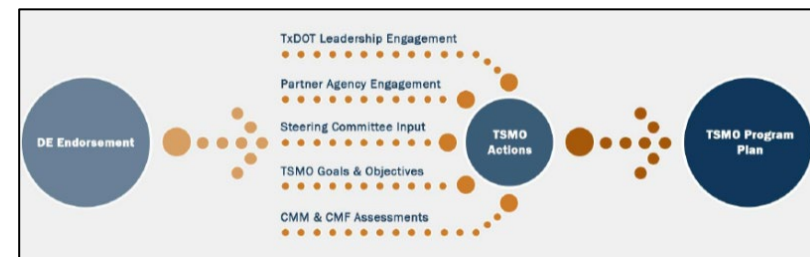 DE Endorsement
TxDOT Leadership Engagement
Partner Agency Engagement
Steering Committee Input
TSMO Goals & Objectives
CMM & CMF Assessments
TSMO
Actions
TSMO Program
Plan